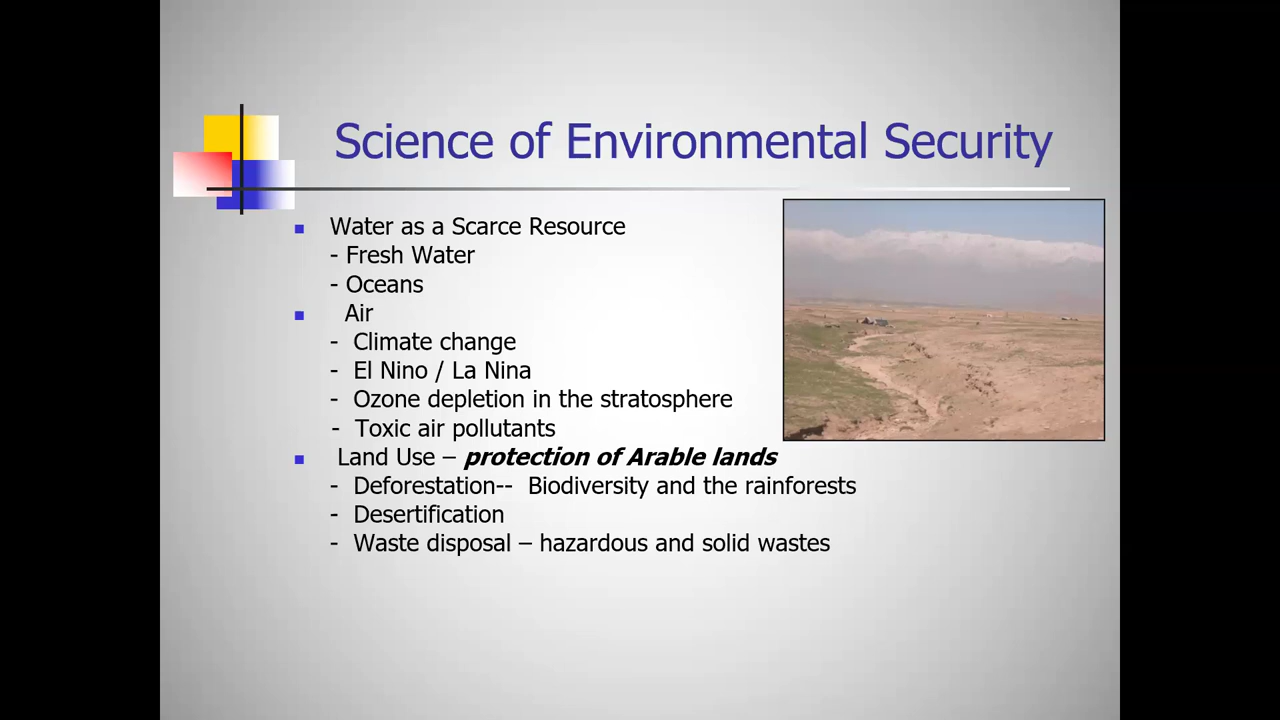 Science of Environmental Security
Water as a Scarce Resource
- Fresh Water
- Oceans
Air
- Climate change
- El Nino / La Nina
- Ozone depletion in the stratosphere
- Toxic air pollutants
Land Use – protection of Arable lands
- Deforestation-- Biodiversity and the rainforests
- Desertification
- Waste disposal – hazardous and solid wastes